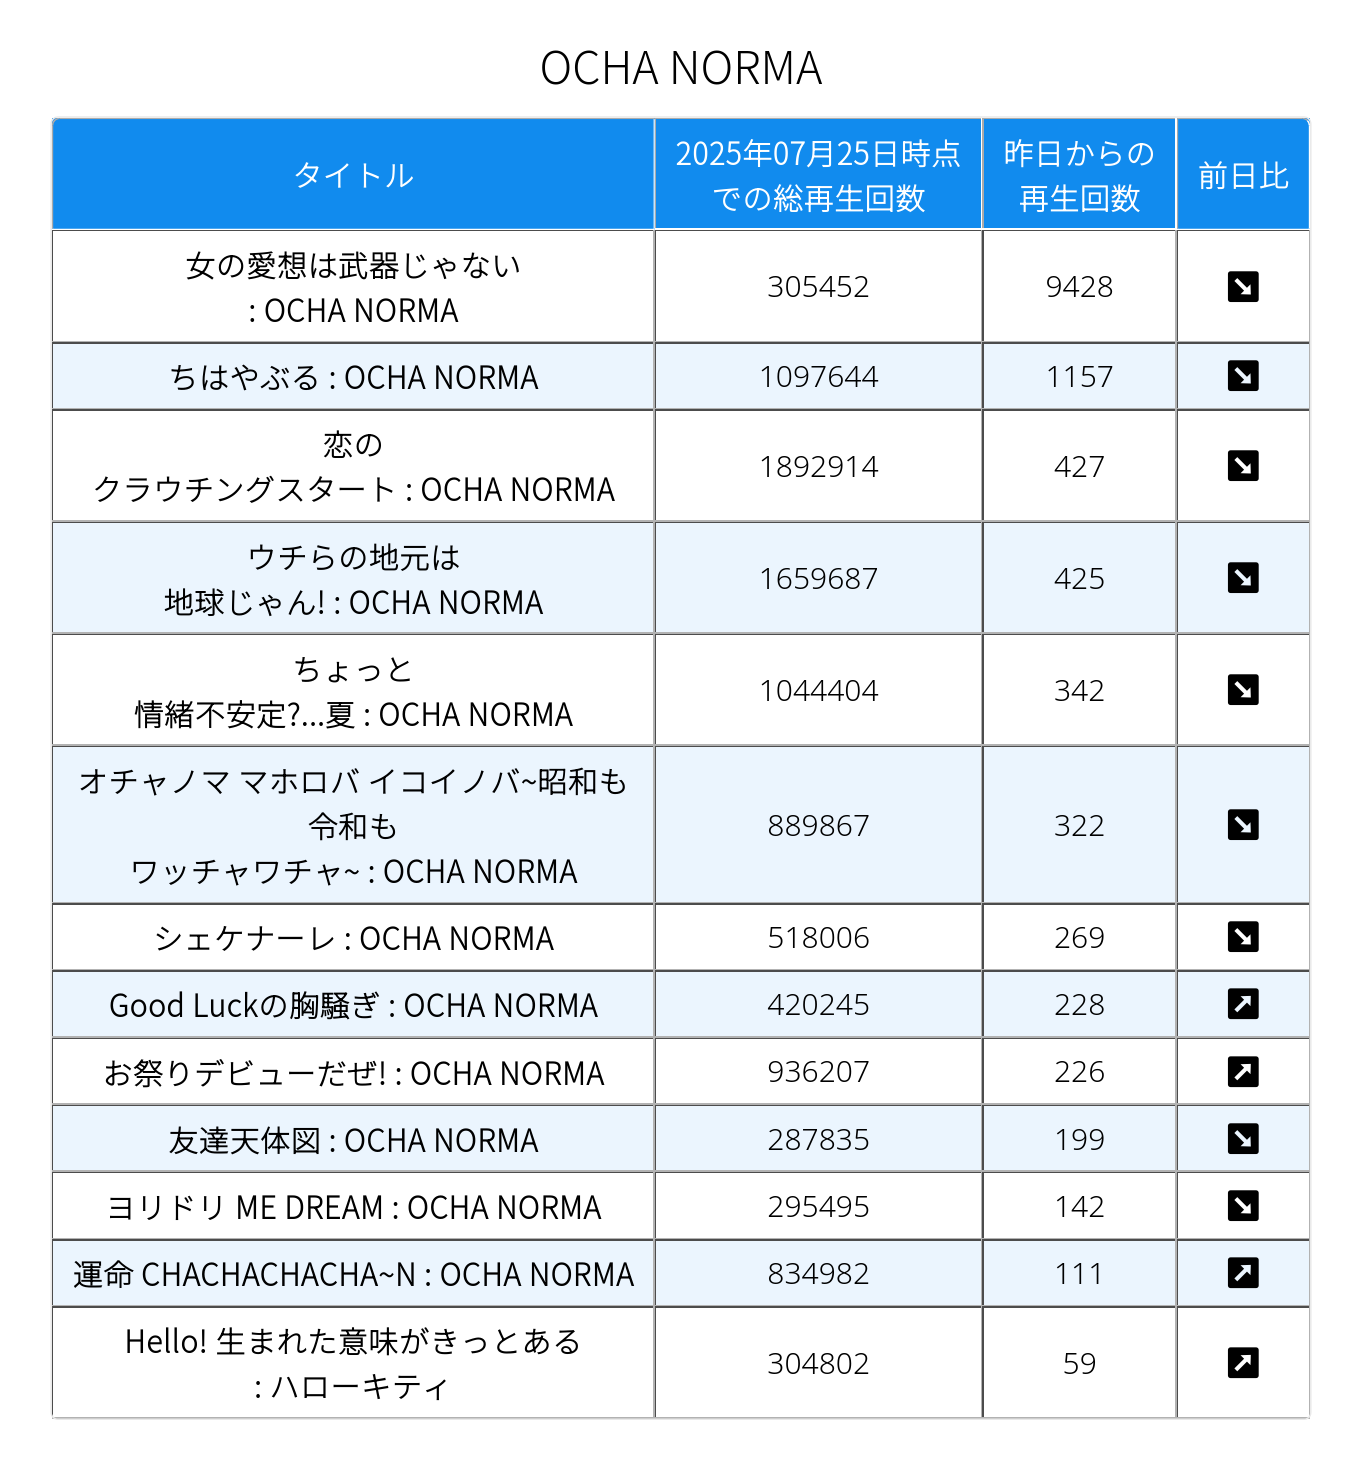 OCHA NORMA
タイトル
2025年07月25日時点
での総再生回数
昨日からの
再生回数
前日比
女の愛想は武器じゃない
: OCHA NORMA
305452
9428
ちはやぶる : OCHA NORMA
1097644
1157
恋の
クラウチングスタート : OCHA NORMA
1892914
427
ウチらの地元は
地球じゃん! : OCHA NORMA
1659687
425
ちょっと
情緒不安定?...夏 : OCHA NORMA
1044404
342
オチャノマ マホロバ イコイノバ~昭和も
令和も
ワッチャワチャ~ : OCHA NORMA
889867
322
シェケナーレ : OCHA NORMA
518006
269
Good Luckの胸騒ぎ : OCHA NORMA
420245
228
お祭りデビューだぜ! : OCHA NORMA
936207
226
友達天体図 : OCHA NORMA
287835
199
ヨリドリ ME DREAM : OCHA NORMA
295495
142
運命 CHACHACHACHA~N : OCHA NORMA
834982
111
Hello! 生まれた意味がきっとある
: ハローキティ
304802
59